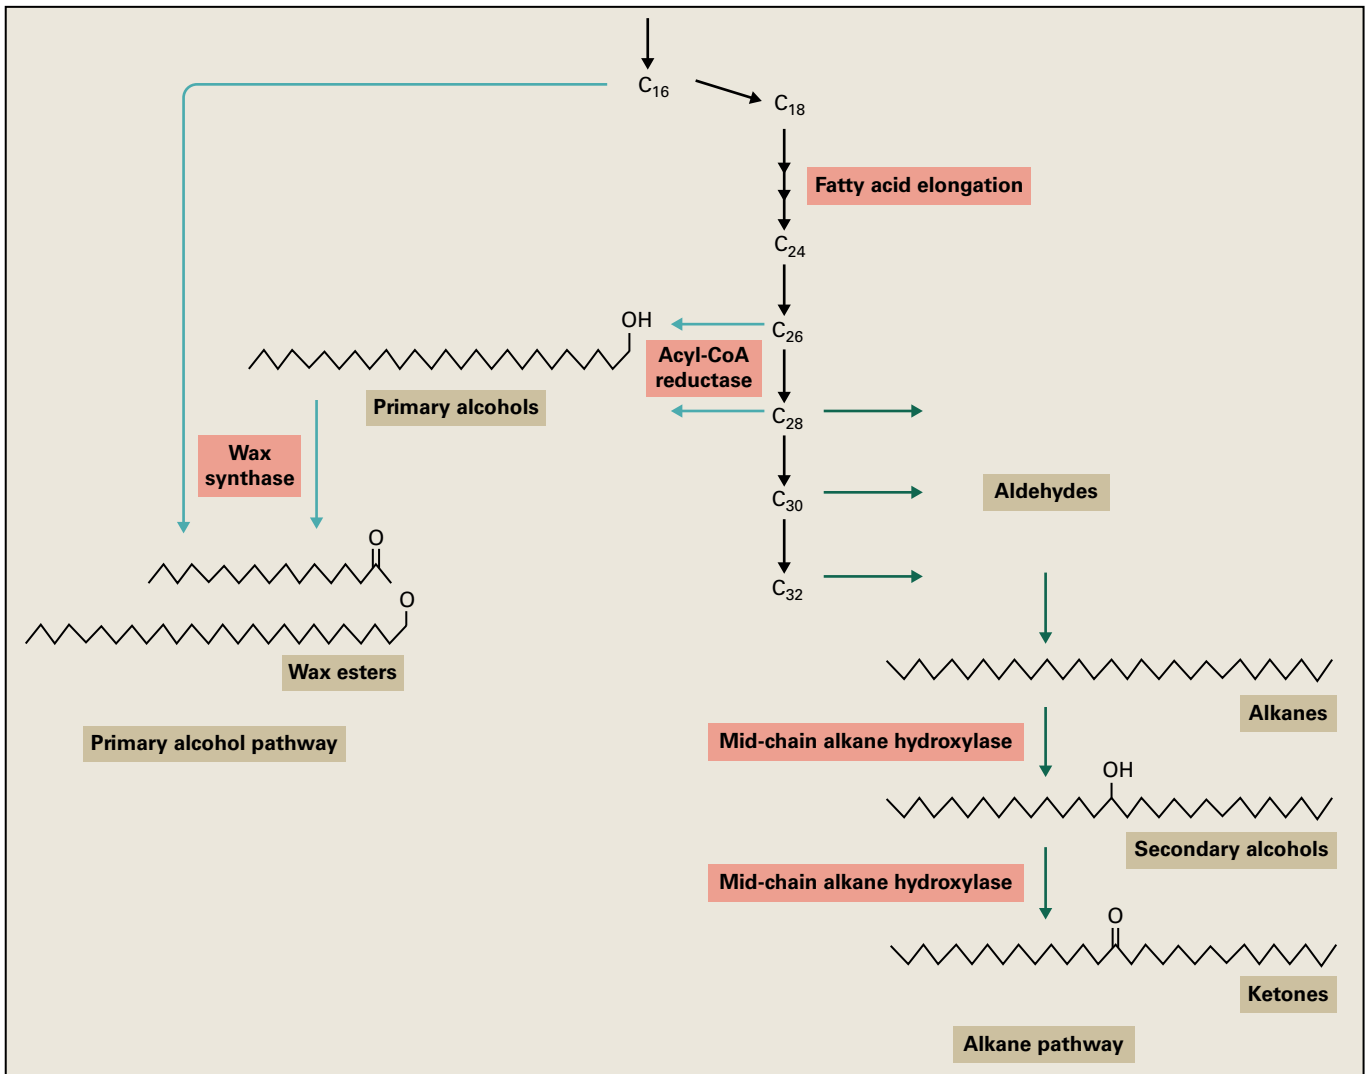 C16
C18
Fatty acid elongation
C24
C26
OH
Acyl-CoA
reductase
Primary alcohols
C28
Wax
synthase
C30
Aldehydes
O
C32
O
Wax esters
Alkanes
Primary alcohol pathway
Mid-chain alkane hydroxylase
OH
Secondary alcohols
Mid-chain alkane hydroxylase
O
Ketones
Alkane pathway